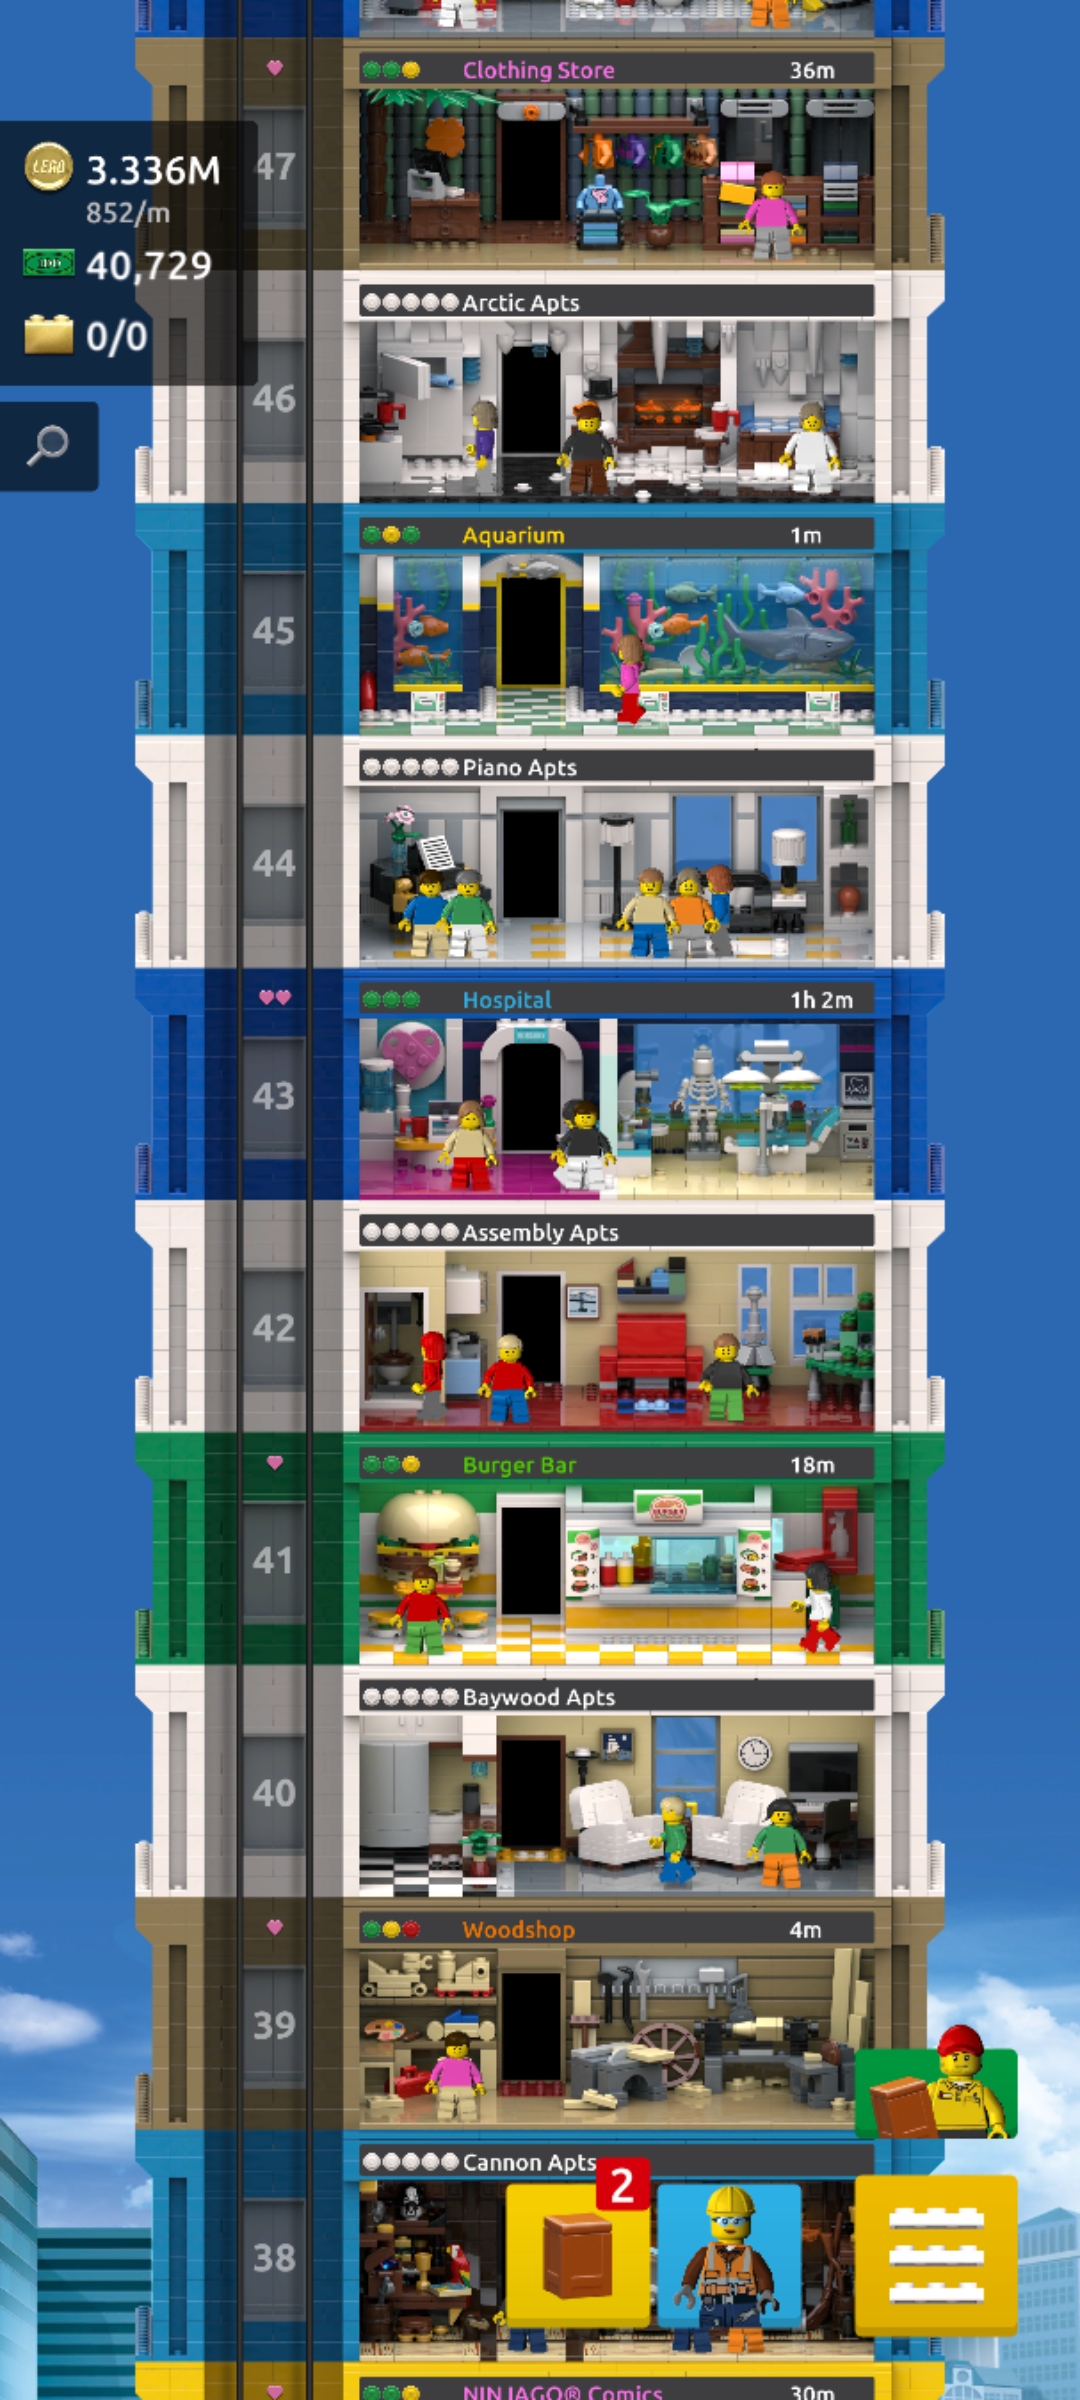 Clothing Store 36m
47
LEGO 3.336M
852/m
40,729
0/0
Arctic Apts
46
Aquarium 1m
45
Piano Apts
44
Hospital 1h 2m
43
Assembly Apts
42
Burger Bar 18m
41
Baywood Apts
40
Woodshop 4m
39
Cannon Apts
2
38
NINJAGO® Comics 30m